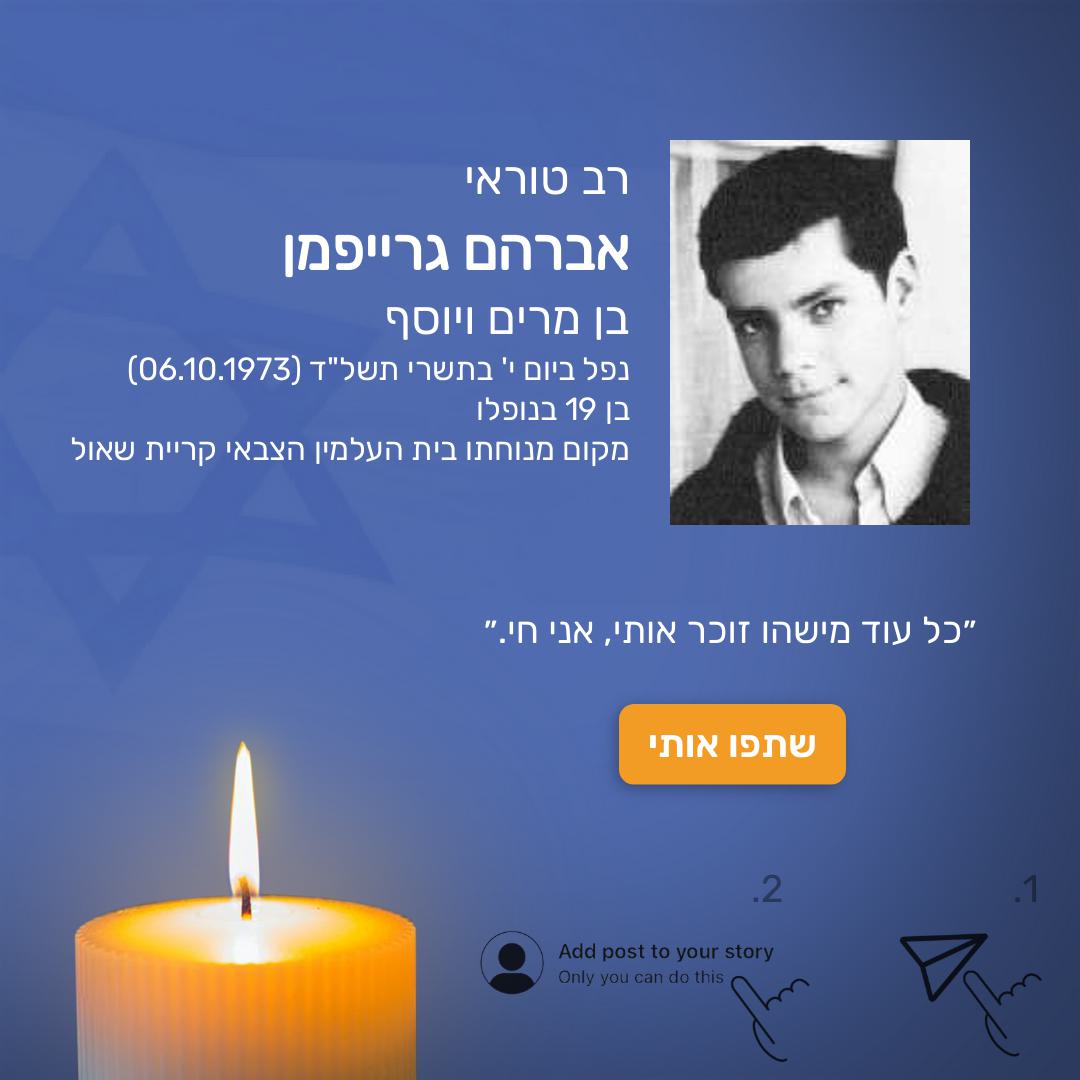 רב טוראי
אברהם גרייפמן
בן מרים ויוסף
נפל ביום י' בתשרי תשל"ד (06.10.1973)
בן 19 בנופלו
מקום מנוחתו בית העלמין הצבאי קריית שאול
״כל עוד מישהו זוכר אותי, אני חי.״
שתפו אותי
1.
2.
Add post to your story
Only you can do this